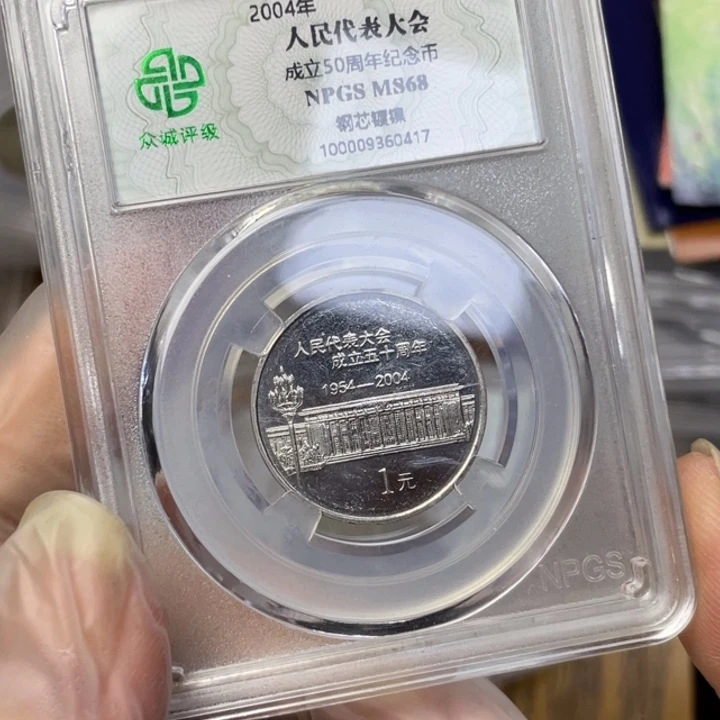 2004年
人民代表大会
成立50周年纪念币
NPGS MS68
钢芯镀镍
100009360417
众诚评级
人民代表大会
成立五十周年
1954—2004
1元
NPGS